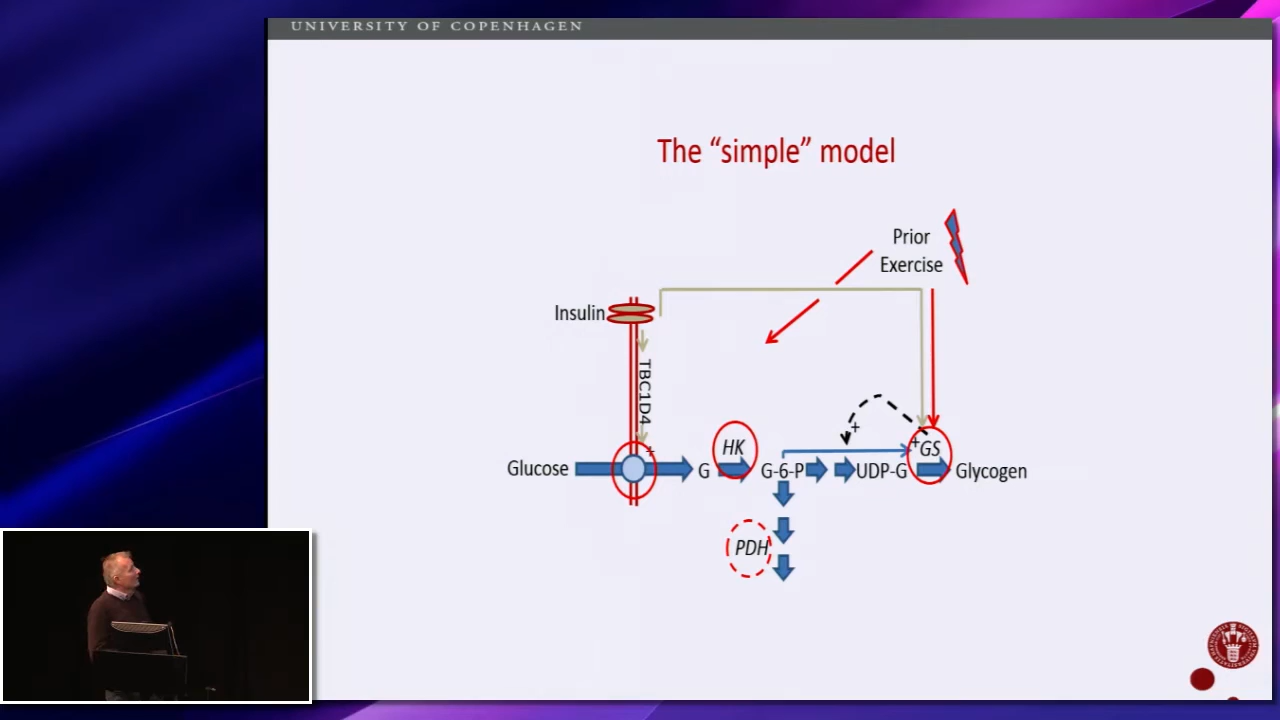 UNIVERSITY OF COPENHAGEN
The “simple” model
Prior
Exercise
Insulin
TBC1D4
+
+
+
HK
GS
Glucose
G
G-6-P
UDP-G
Glycogen
PDH